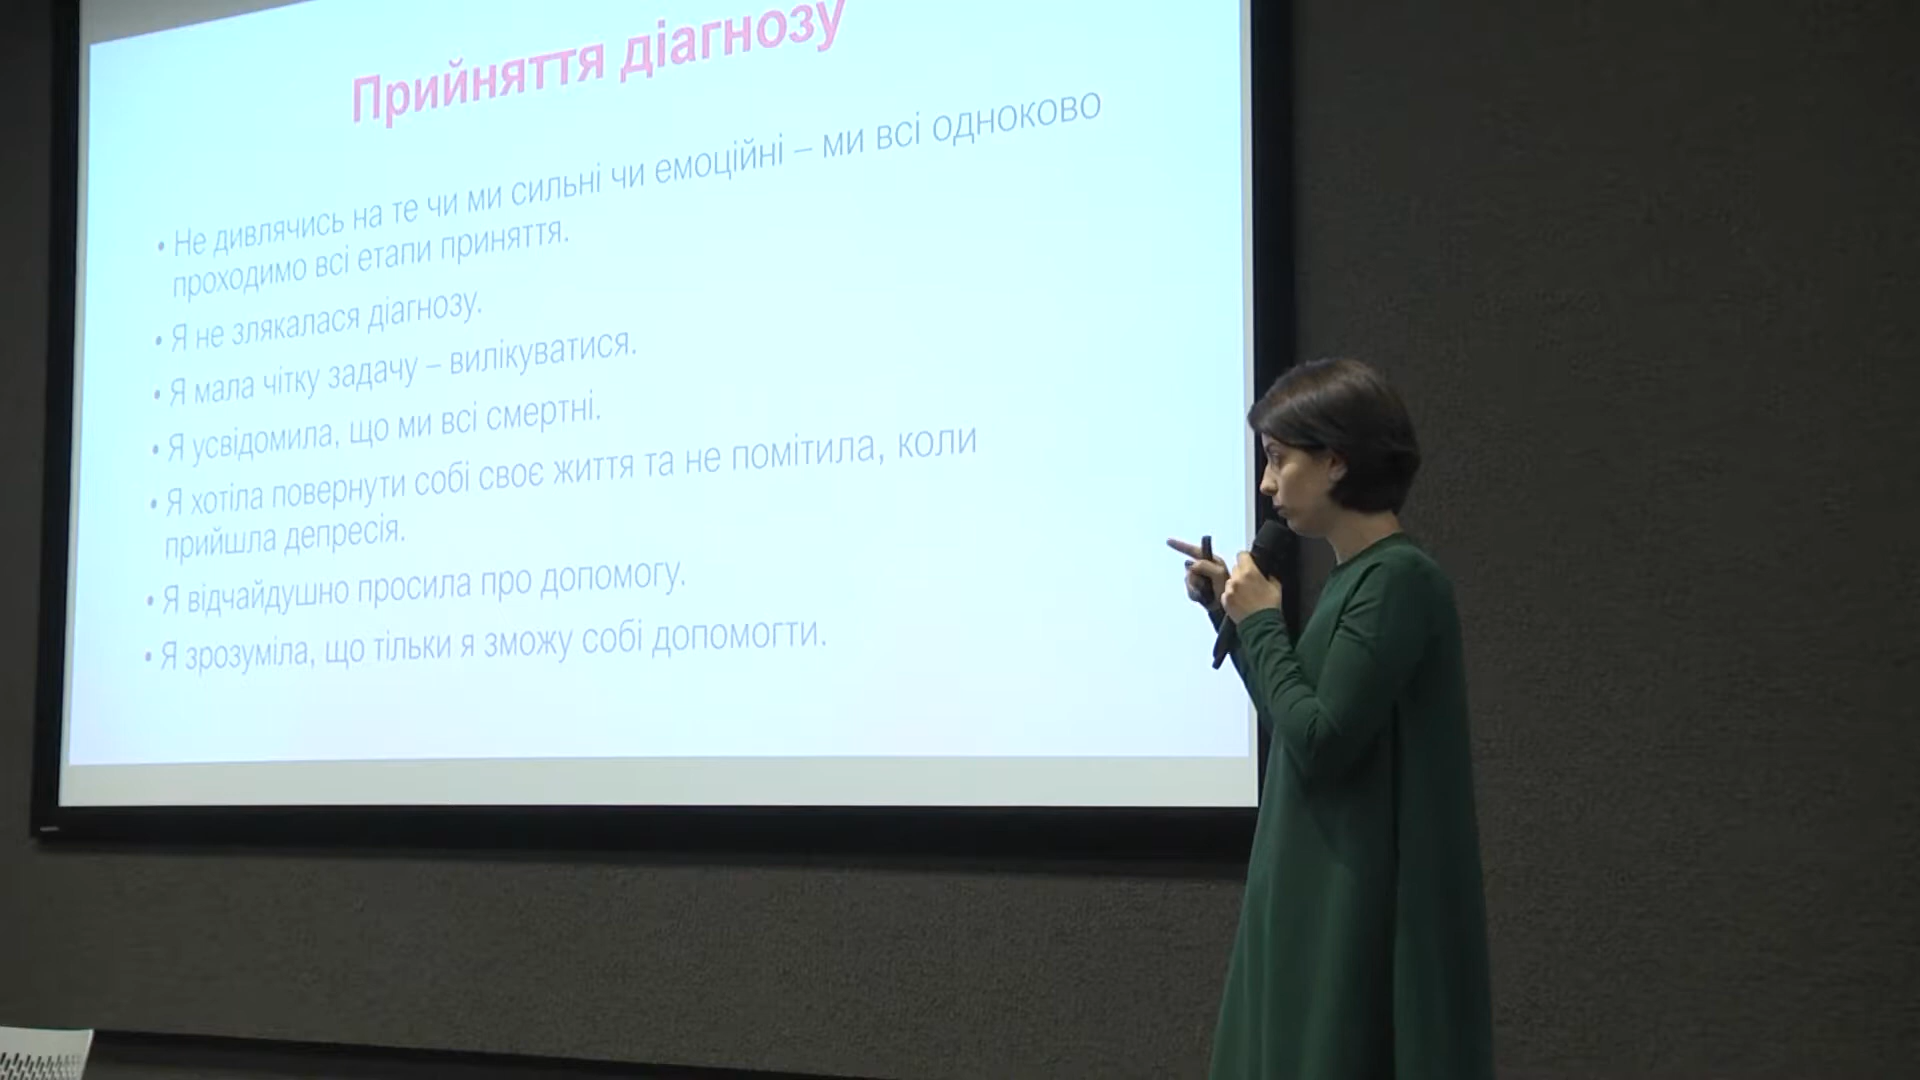 Прийняття діагнозу
• Не дивлячись на те чи ми сильні чи емоційні – ми всі одноково
проходимо всі етапи приняття.
• Я не злякалася діагнозу.
• Я мала чітку задачу – вилікуватися.
• Я усвідомила, що ми всі смертні.
• Я хотіла повернути собі своє життя та не помітила, коли
прийшла депресія.
• Я відчайдушно просила про допомогу.
• Я зрозуміла, що тільки я зможу собі допомогти.